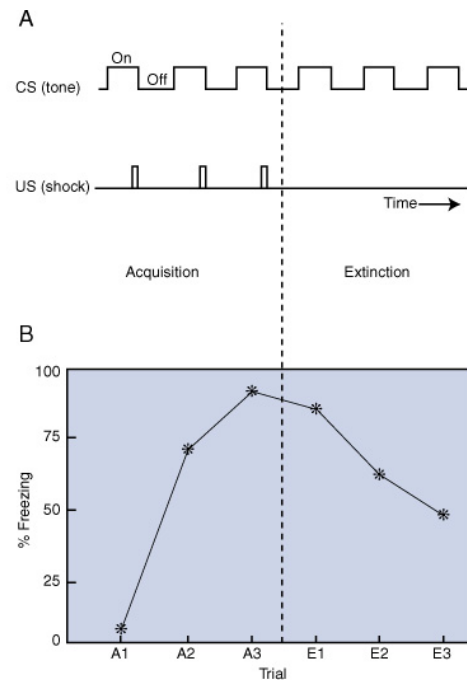 A
On
Off
CS (tone)
US (shock)
Time
Acquisition
Extinction
B
100
75
50
25
0
% Freezing
A1 A2 A3 E1 E2 E3
Trial